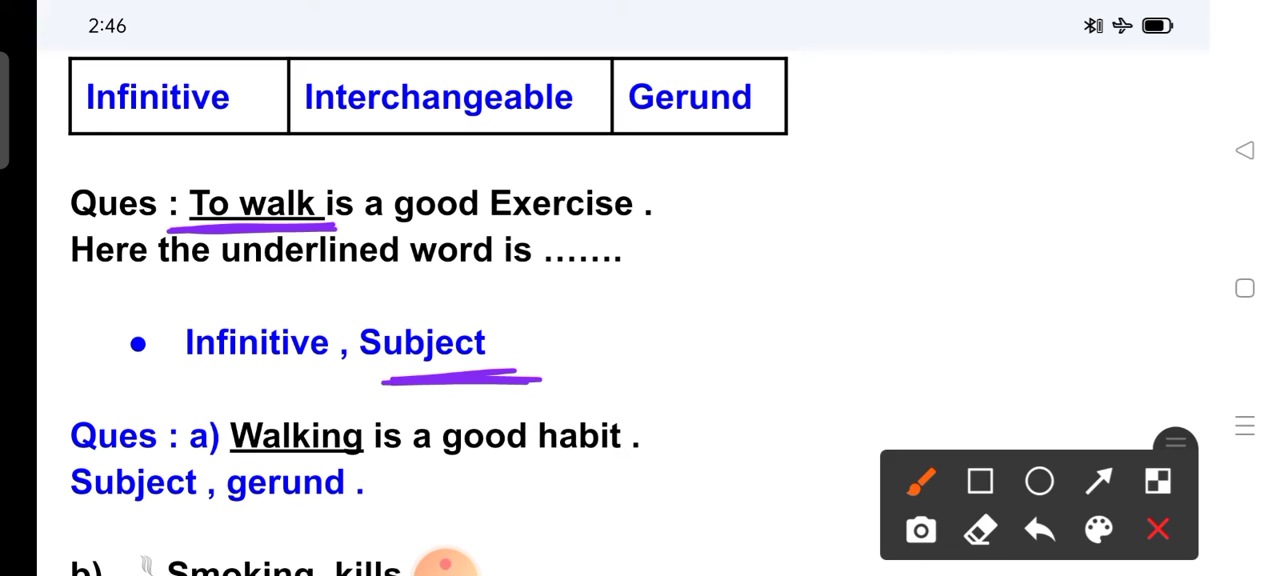 2:46
Infinitive Interchangeable Gerund
Ques : To walk is a good Exercise .
Here the underlined word is .......
● Infinitive , Subject
Ques : a) Walking is a good habit .
Subject , gerund .
b) Smoking kills